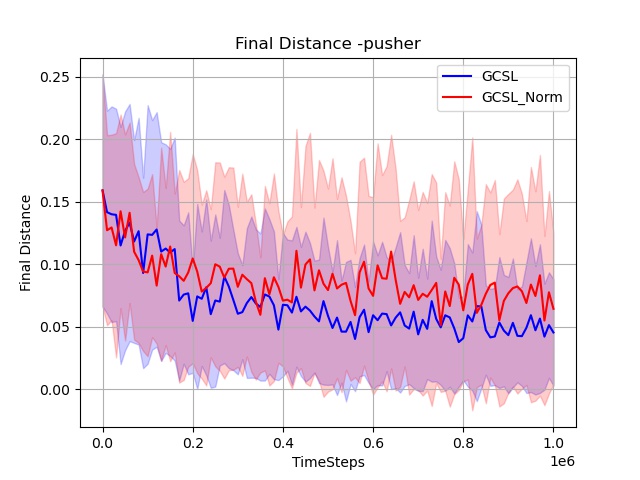 Final Distance -pusher
GCSL
GCSL_Norm
Final Distance
0.25
0.20
0.15
0.10
0.05
0.00
0.0
0.2
0.4
0.6
0.8
1.0
TimeSteps
1e6